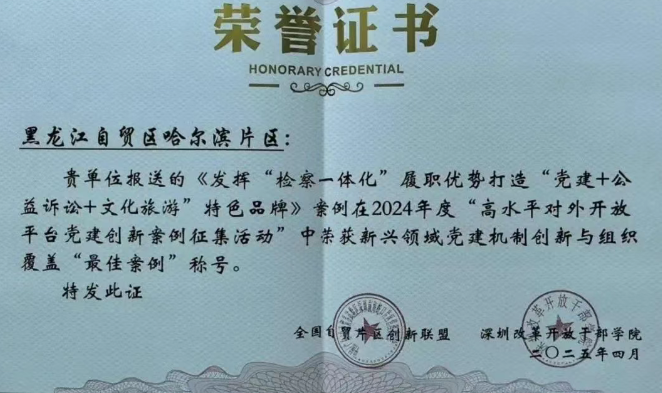 荣誉证书
HONORARY CREDENTIAL
黑龙江自贸区哈尔滨片区：
贵单位报送的《发挥“检察一体化”履职优势打造“党建+公
益诉讼+文化旅游”特色品牌》案例在2024年度“高水平对外开放
平台党建创新案例征集活动”中荣获新兴领域党建机制创新与组织
覆盖“最佳案例”称号。
特发此证
全国自贸片区创新联盟 深圳改革开放干部学院
二〇二五年四月